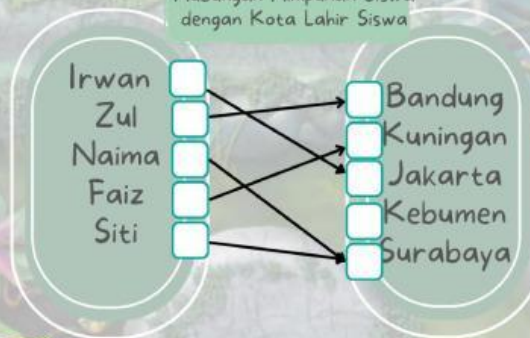 dengan Kota Lahir Siswa
Irwan
Zul
Naima
Faiz
Siti
Bandung
Kuningan
Jakarta
Kebumen
Surabaya